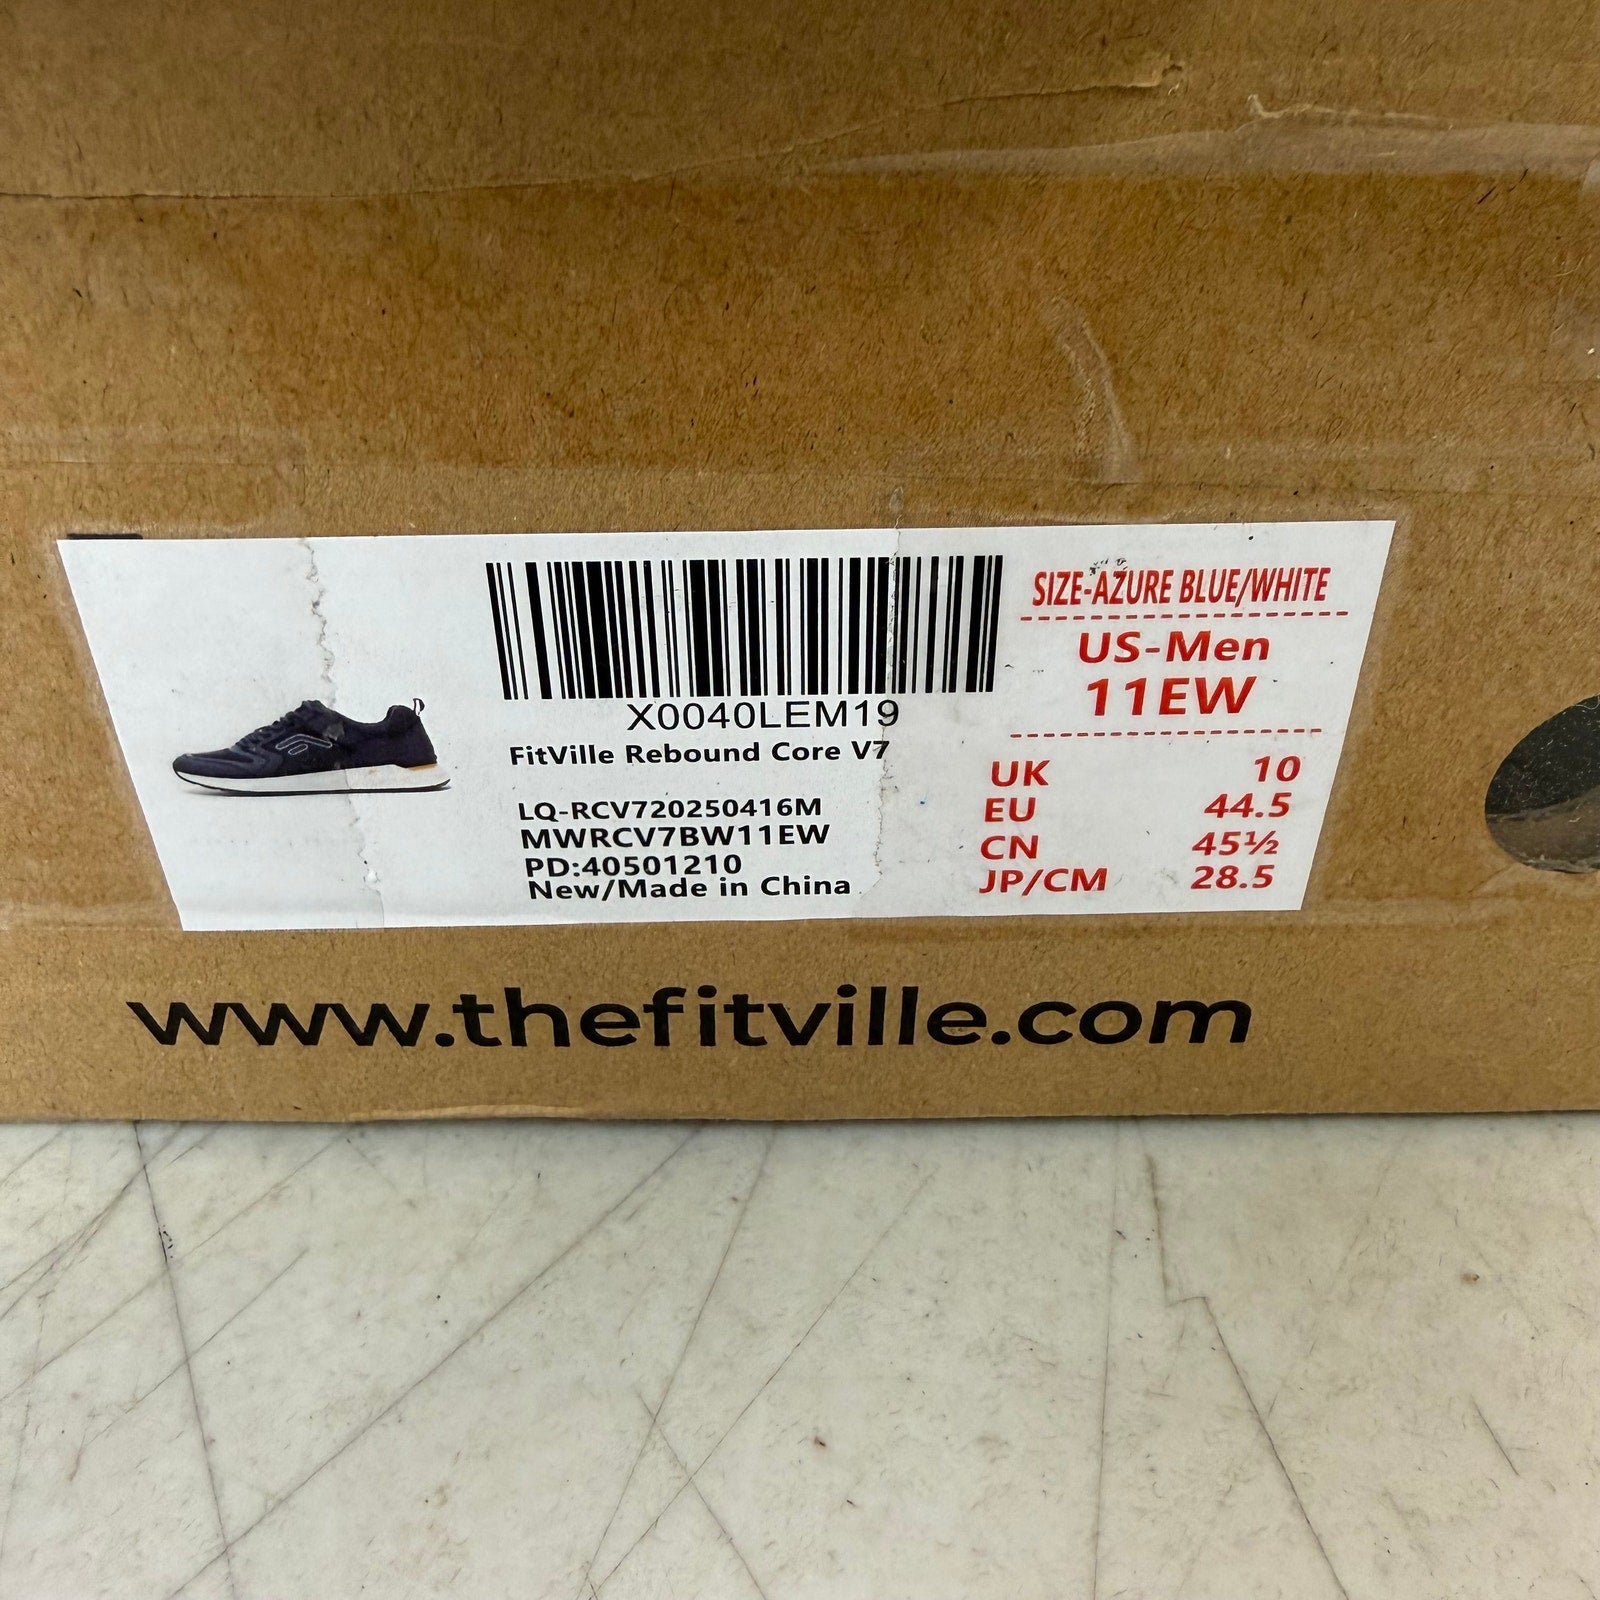 SIZE-AZURE BLUE/WHITE
US-Men
11EW
X0040LEM19
FitVille Rebound Core V7
LQ-RCV720250416M
MWRCV7BW11EW
PD:40501210
New/Made in China
UK 10
EU 44.5
CN 45½
JP/CM 28.5
www.thefitville.com